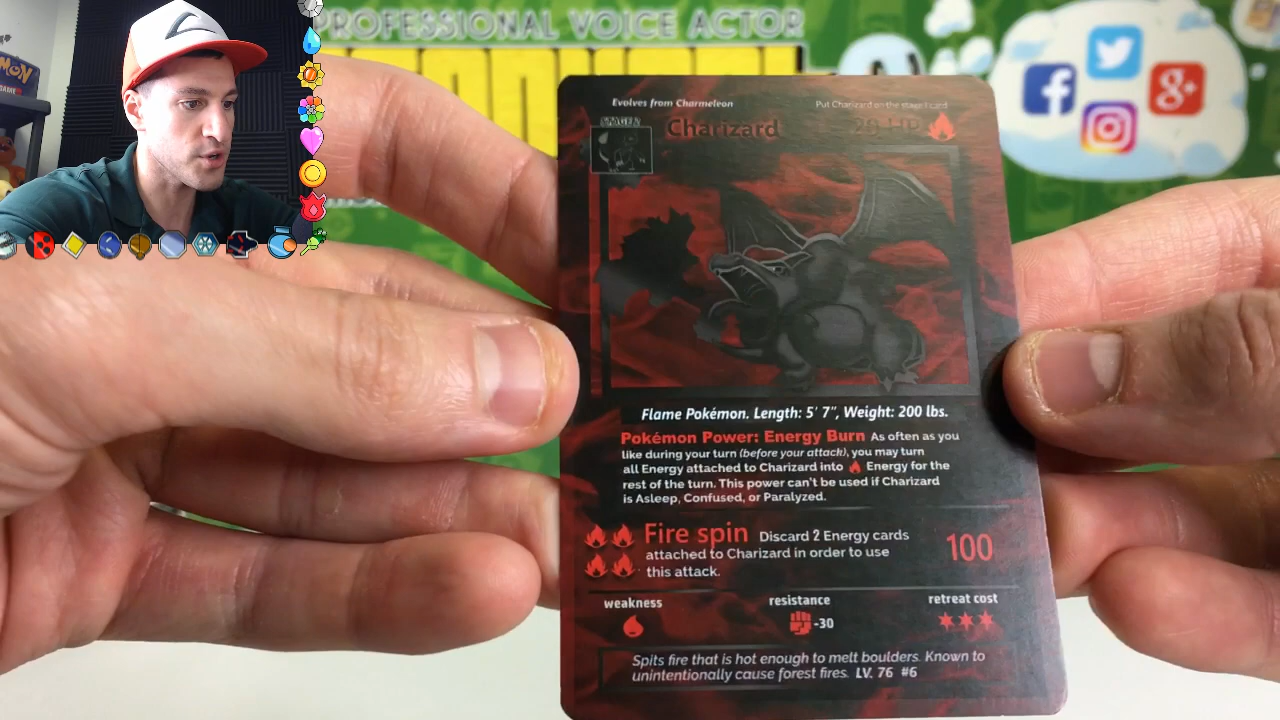 PROFESSIONAL VOICE ACTOR
Evolves from Charmeleon
Put Charizard on the stage 1 card
STAGE 2
Charizard
HP
Flame Pokémon. Length: 5' 7", Weight: 200 lbs.
Pokémon Power: Energy Burn As often as you
like during your turn (before your attack), you may turn
all Energy attached to Charizard into Energy for the
rest of the turn. This power can't be used if Charizard
is Asleep, Confused, or Paralyzed.
Fire spin Discard 2 Energy cards
attached to Charizard in order to use
this attack.
100
weakness
resistance
retreat cost
-30
Spits fire that is hot enough to melt boulders. Known to
unintentionally cause forest fires. LV. 76 #6